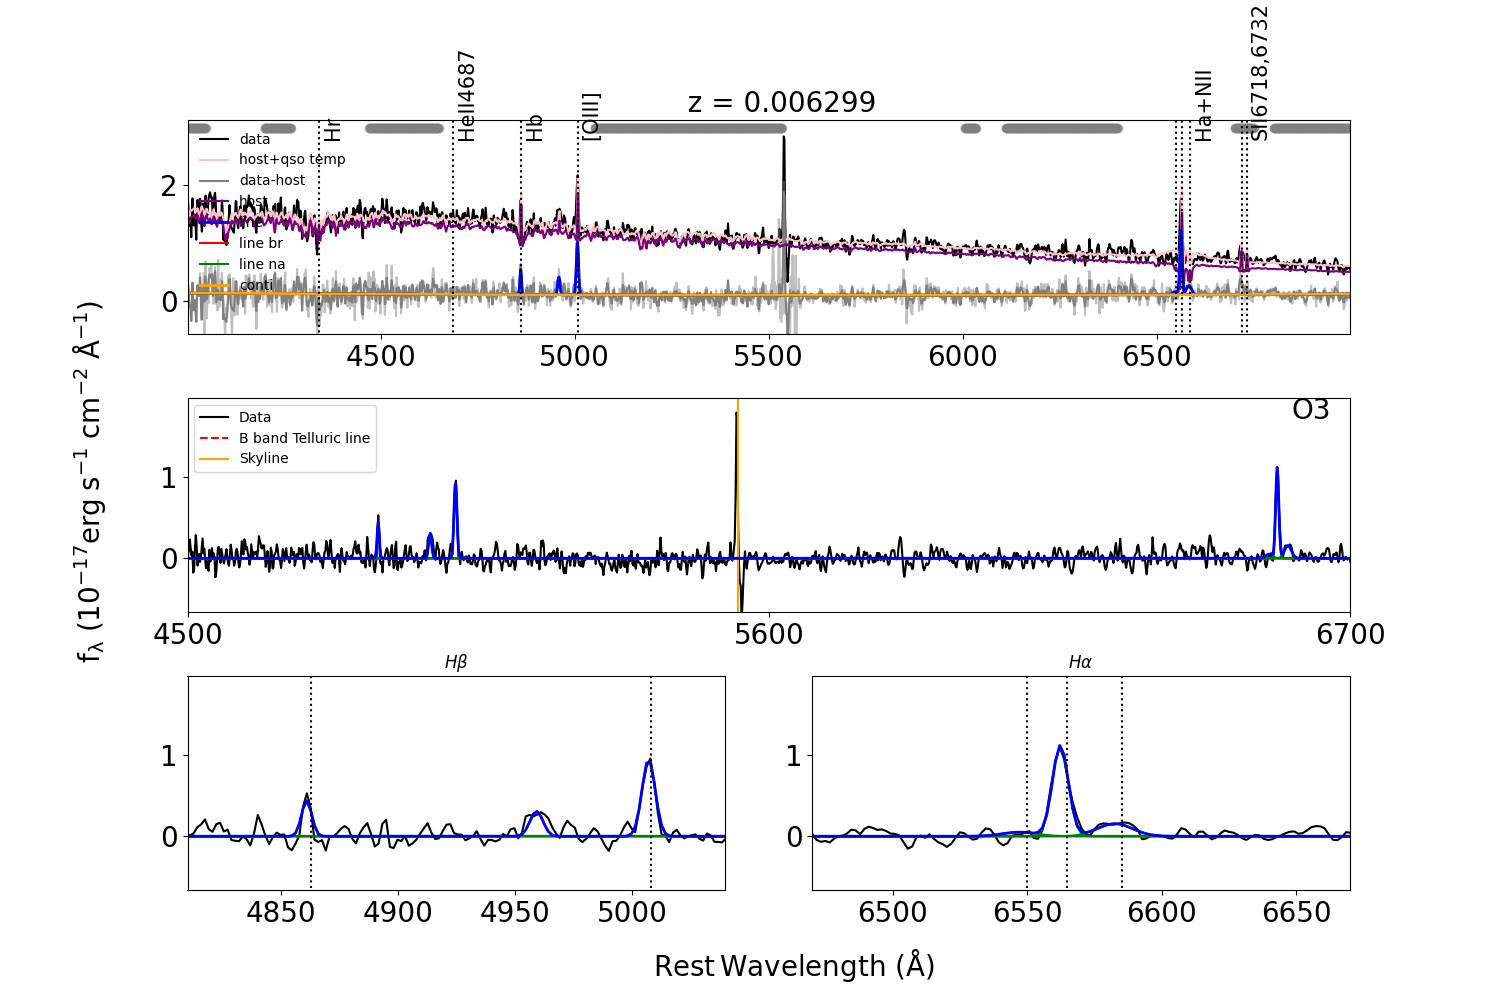 z = 0.006299
Hr
HeII4687
Hb
[OIII]
Ha+NII
SII6718,6732
data
host+qso temp
data-host
host
line br
line na
conti
2
0
4500 5000 5500 6000 6500
Data
B band Telluric line
Skyline
O3
1
0
4500 5600 6700
fλ (10−17erg s−1 cm−2 Å−1)
Hβ
1
0
4850 4900 4950 5000
Hα
1
0
6500 6550 6600 6650
Rest Wavelength (Å)